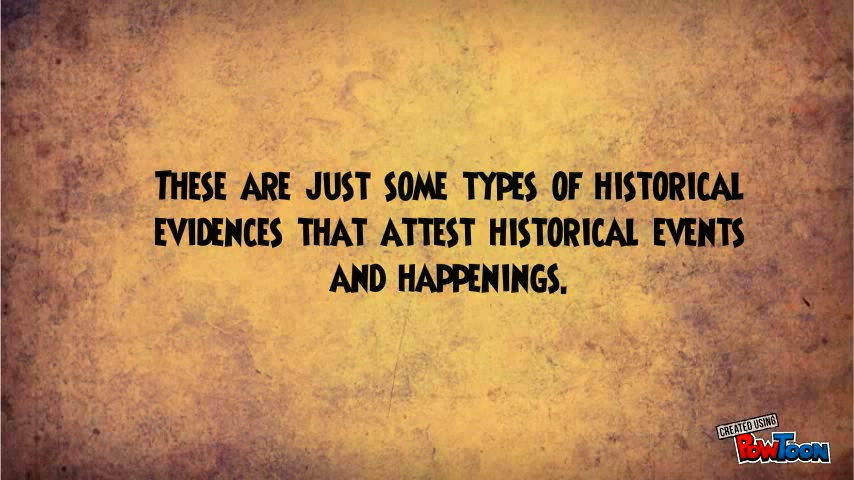 These are just some types of historical
evidences that attest historical events
and happenings.
CREATED USING
PowToon